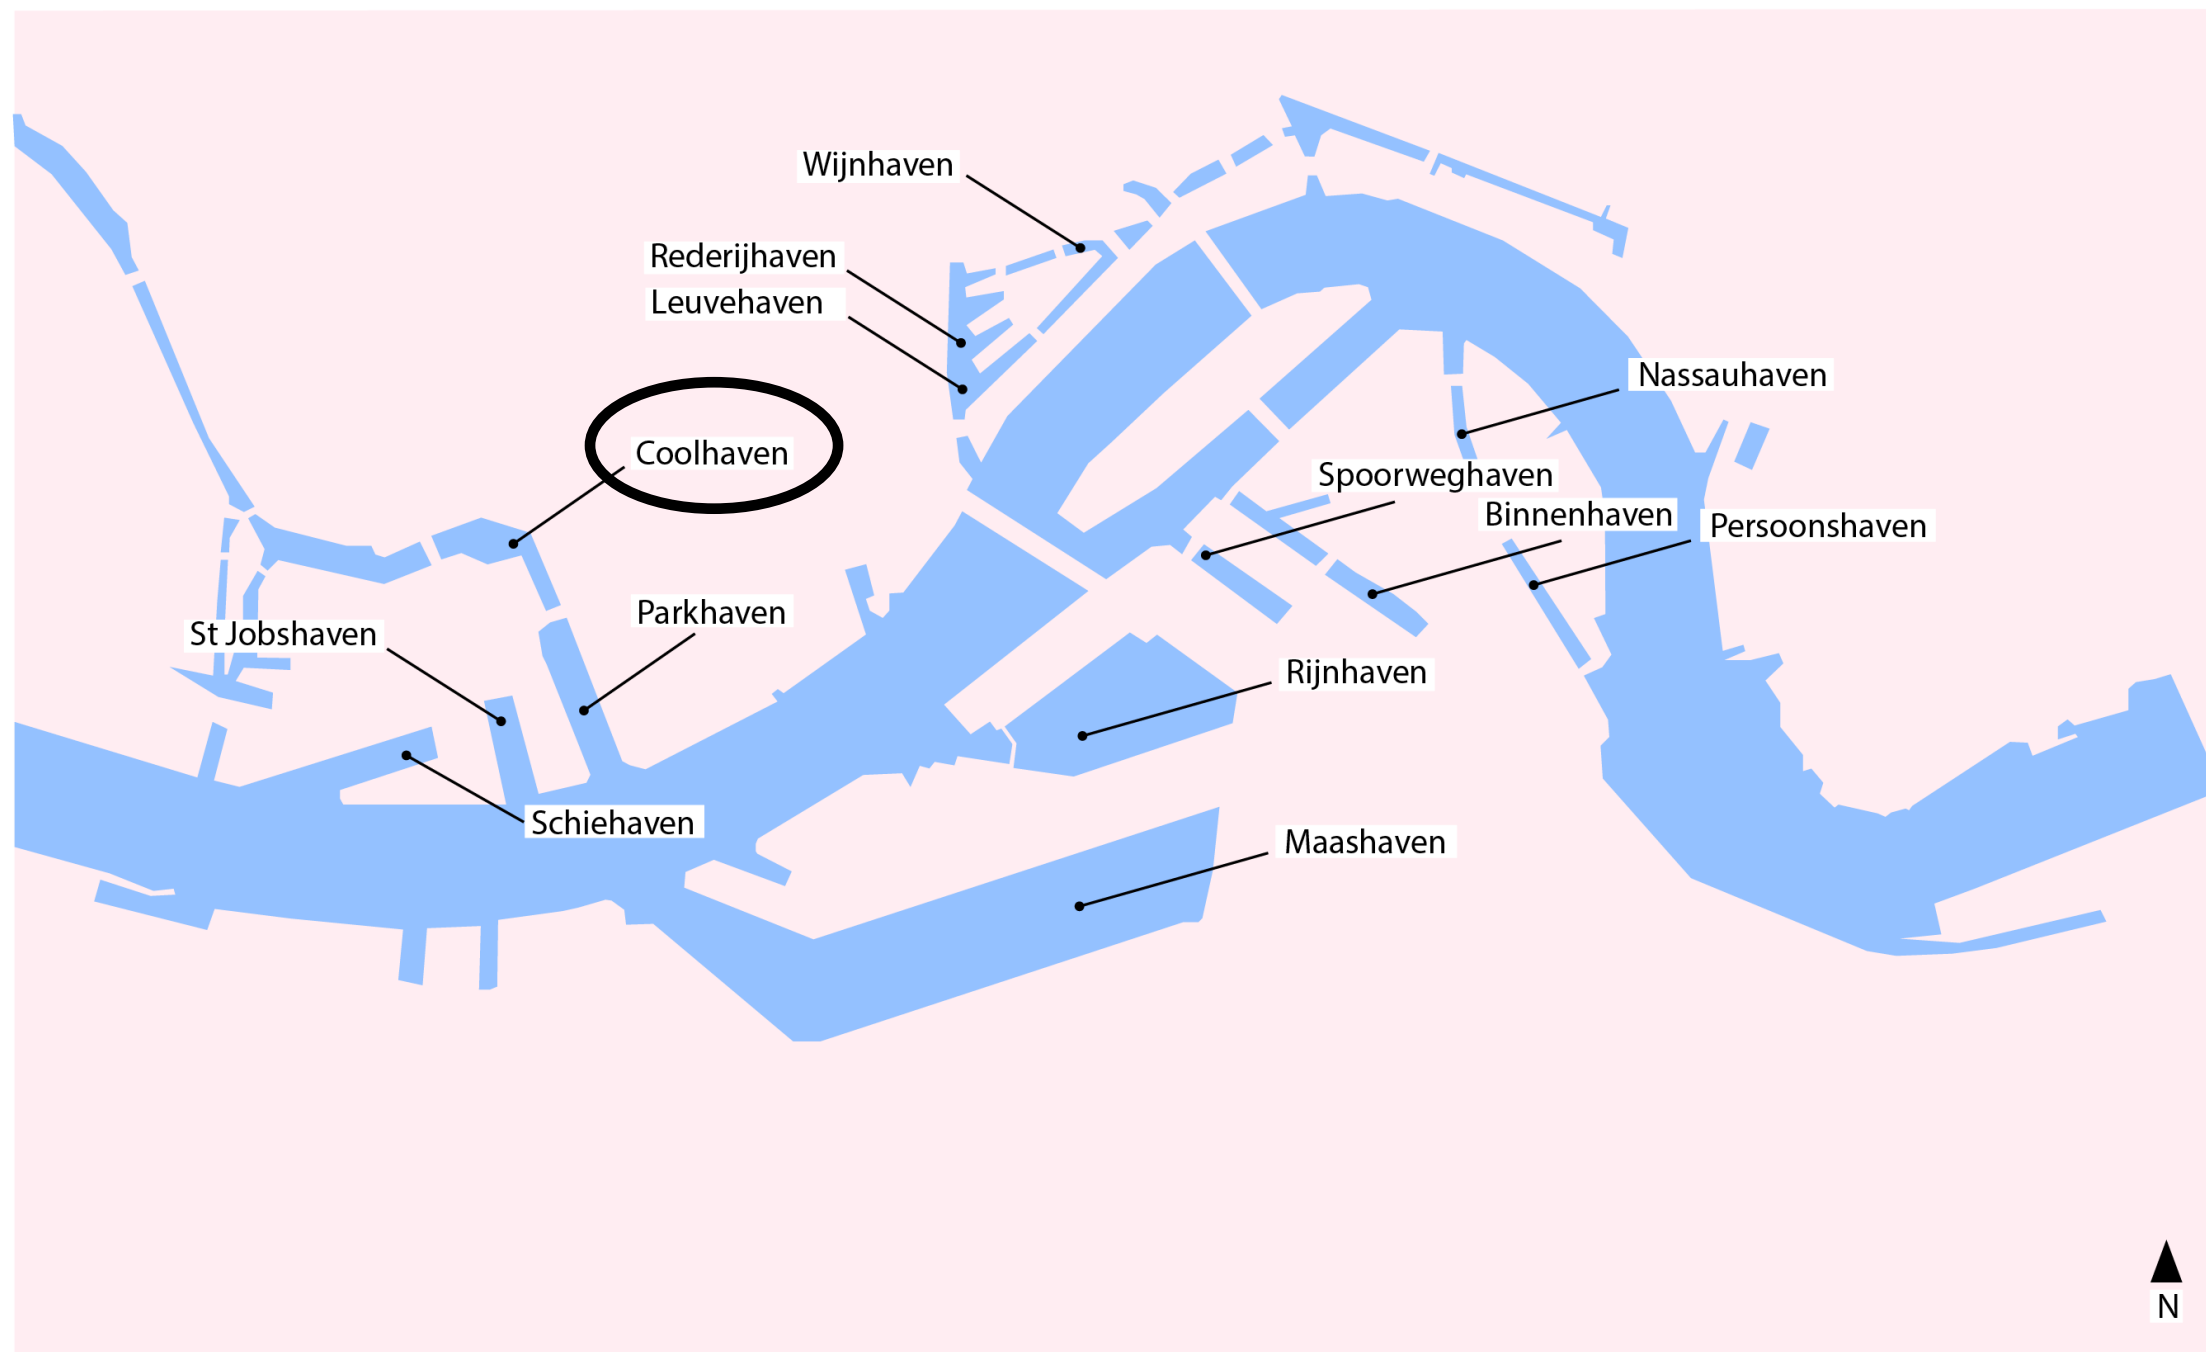 Wijnhaven
Rederijhaven
Leuvehaven
Nassauhaven
Coolhaven
Spoorweghaven
Binnenhaven
Persoonshaven
Parkhaven
St Jobshaven
Rijnhaven
Schiehaven
Maashaven
N